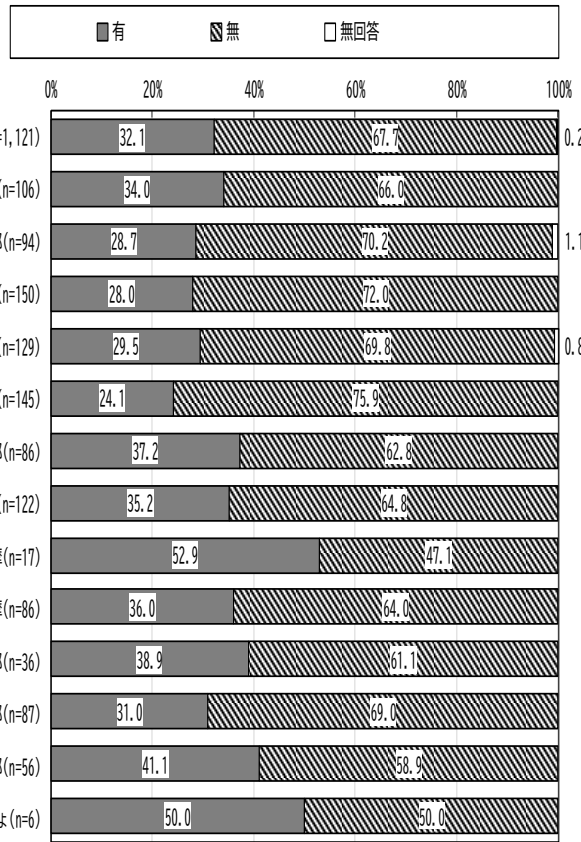 有 無 無回答
0% 20% 40% 60% 80% 100%
=1,121) 32.1 67.7 0.2
(n=106) 34.0 66.0
(n=94) 28.7 70.2 1.1
(n=150) 28.0 72.0
(n=129) 29.5 69.8 0.8
(n=145) 24.1 75.9
(n=86) 37.2 62.8
(n=122) 35.2 64.8
(n=17) 52.9 47.1
(n=86) 36.0 64.0
(n=36) 38.9 61.1
(n=87) 31.0 69.0
(n=56) 41.1 58.9
(n=6) 50.0 50.0